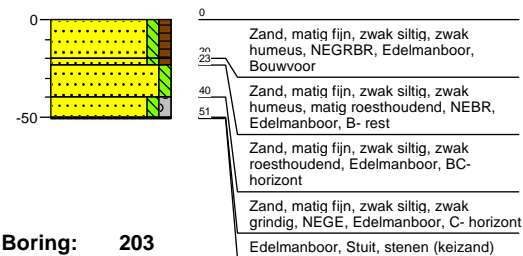 0
0
Zand, matig fijn, zwak siltig, zwak
humeus, NEGRBR, Edelmanboor,
Bouwvoor
20
23
Zand, matig fijn, zwak siltig, zwak
humeus, matig roesthoudend, NEBR,
Edelmanboor, B- rest
40
Zand, matig fijn, zwak siltig, zwak
roesthoudend, Edelmanboor, BC-
horizont
-50
51
Zand, matig fijn, zwak siltig, zwak
grindig, NEGE, Edelmanboor, C- horizont
Edelmanboor, Stuit, stenen (keizand)
Boring: 203